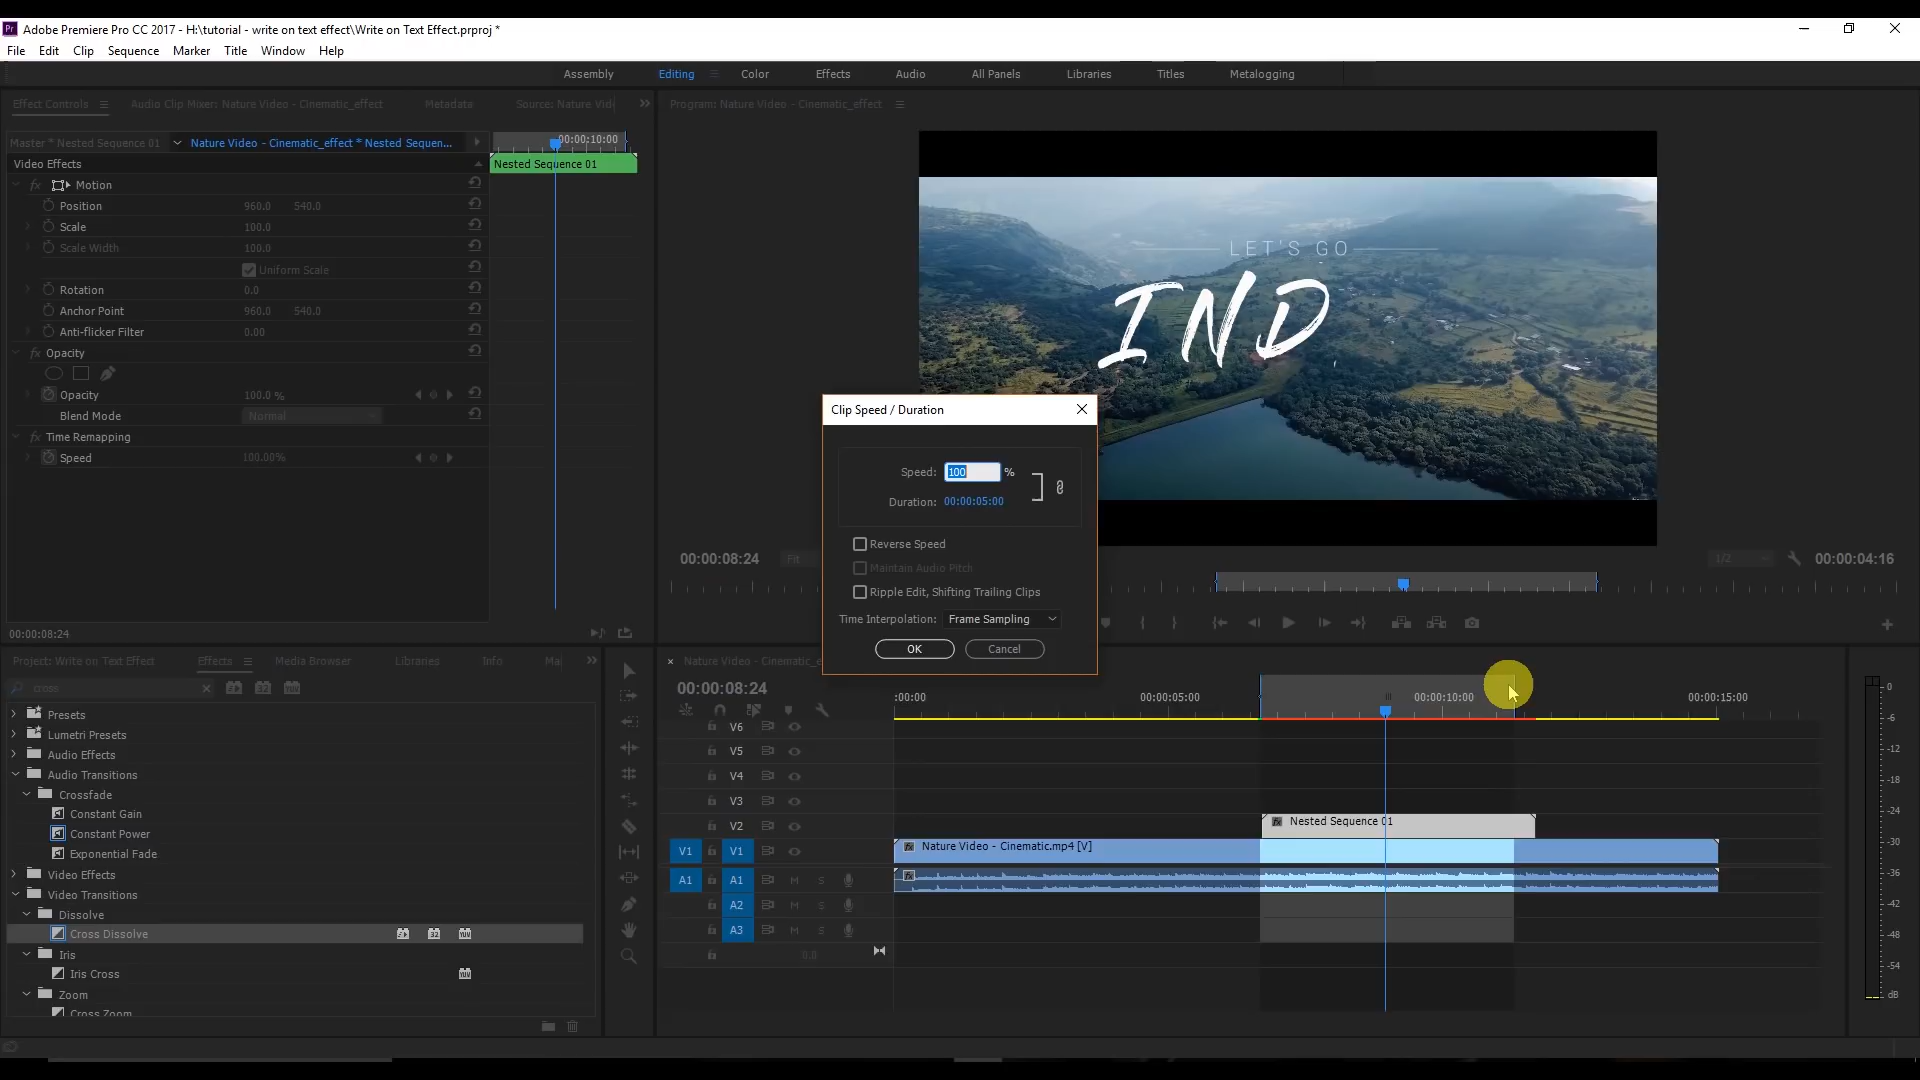 Adobe Premiere Pro CC 2017 - H:\tutorial - write on text effect\Write on Text Effect.prproj *
File Edit Clip Sequence Marker Title Window Help
Assembly Editing Color Effects Audio All Panels Libraries Titles Metalogging
Effect Controls Audio Clip Mixer: Nature Video - Cinematic_effect Metadata Source: Nature Vid
Program: Nature Video - Cinematic_effect
Master * Nested Sequence 01 Nature Video - Cinematic_effect * Nested Sequen...
00:00:10:00
Video Effects
Nested Sequence 01
fx Motion
Position 960.0 540.0
Scale 100.0
Scale Width 100.0
Uniform Scale
Rotation 0.0
Anchor Point 960.0 540.0
Anti-flicker Filter 0.00
fx Opacity
Opacity 100.0 %
Blend Mode Normal
fx Time Remapping
Speed 100.00%
00:00:08:24
LET'S GO
IND
Clip Speed / Duration
Speed: 100 %
Duration: 00:00:05:00
Reverse Speed
Maintain Audio Pitch
Ripple Edit, Shifting Trailing Clips
Time Interpolation: Frame Sampling
OK Cancel
00:00:08:24 Fit 1/2 00:00:04:16
Project: Write on Text Effect Effects Media Browser Libraries Info Ma
cross
Presets
Lumetri Presets
Audio Effects
Audio Transitions
Crossfade
Constant Gain
Constant Power
Exponential Fade
Video Effects
Video Transitions
Dissolve
Cross Dissolve
Iris
Iris Cross
Zoom
Cross Zoom
Nature Video - Cinematic_e
00:00:08:24
:00:00 00:00:05:00 00:00:10:00 00:00:15:00
V6
V5
V4
V3
V2 fx Nested Sequence 01
V1 V1 fx Nature Video - Cinematic.mp4 [V]
A1 A1 M S fx
A2 M S
A3 M S
0.0
0
-6
-12
-18
-24
-30
-36
-42
-48
-54
dB